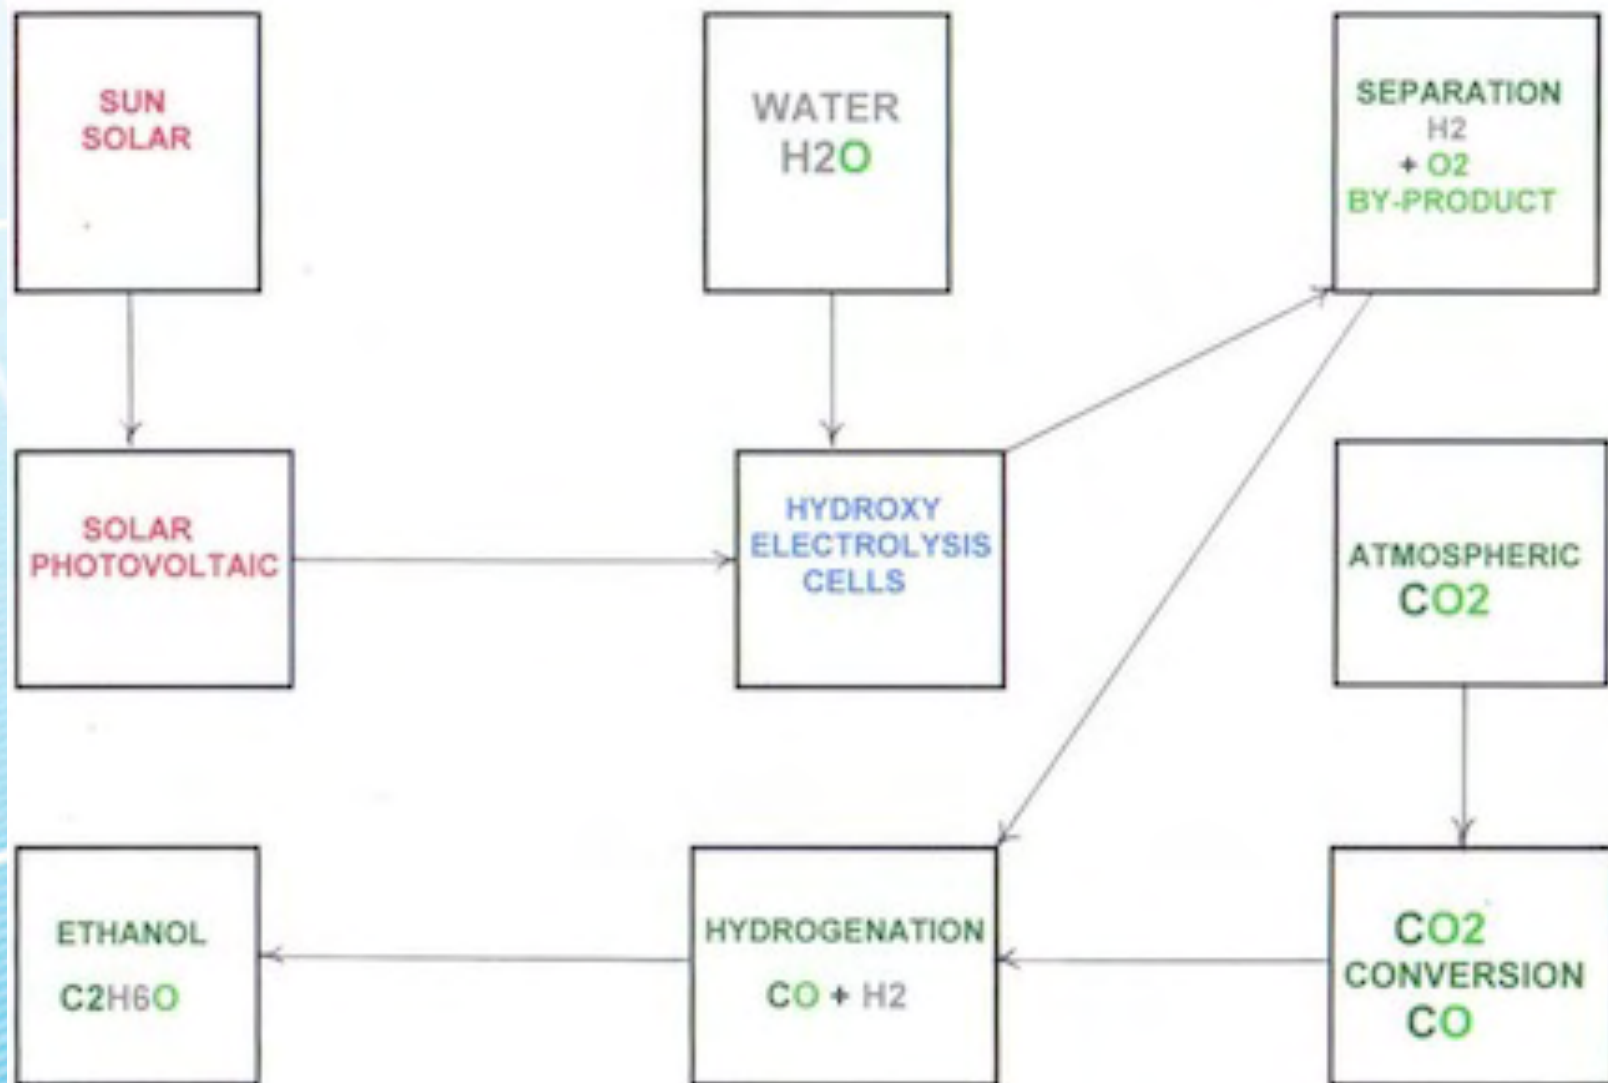 SUN
SOLAR
WATER
H2O
SEPARATION
H2
+ O2
BY-PRODUCT
SOLAR
PHOTOVOLTAIC
HYDROXY
ELECTROLYSIS
CELLS
ATMOSPHERIC
CO2
ETHANOL
C2H6O
HYDROGENATION
CO + H2
CO2
CONVERSION
CO